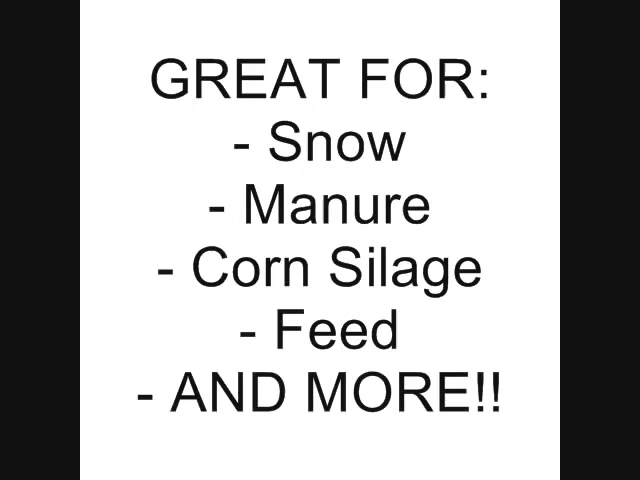 GREAT FOR:
- Snow
- Manure
- Corn Silage
- Feed
- AND MORE!!